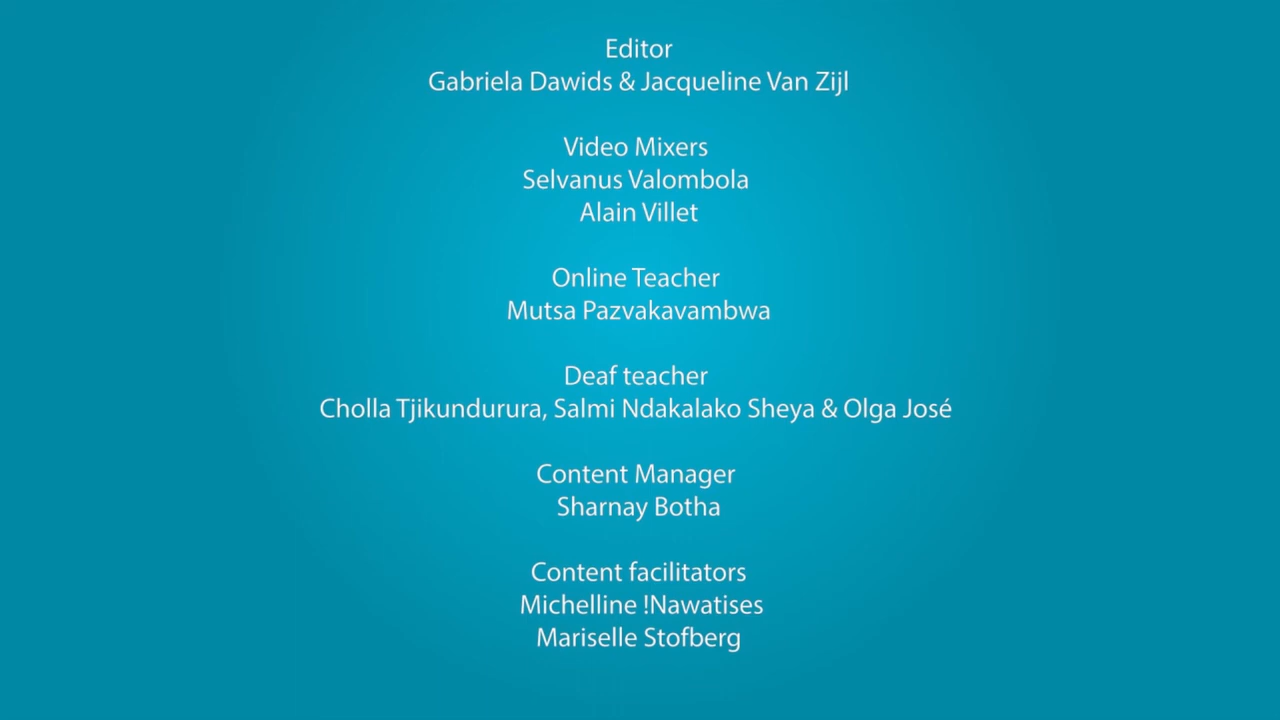 Editor
Gabriela Dawids & Jacqueline Van Zijl
Video Mixers
Selvanus Valombola
Alain Villet
Online Teacher
Mutsa Pazvakavambwa
Deaf teacher
Cholla Tjikundurura, Salmi Ndakalako Sheya & Olga José
Content Manager
Sharnay Botha
Content facilitators
Michelline !Nawatises
Mariselle Stofberg